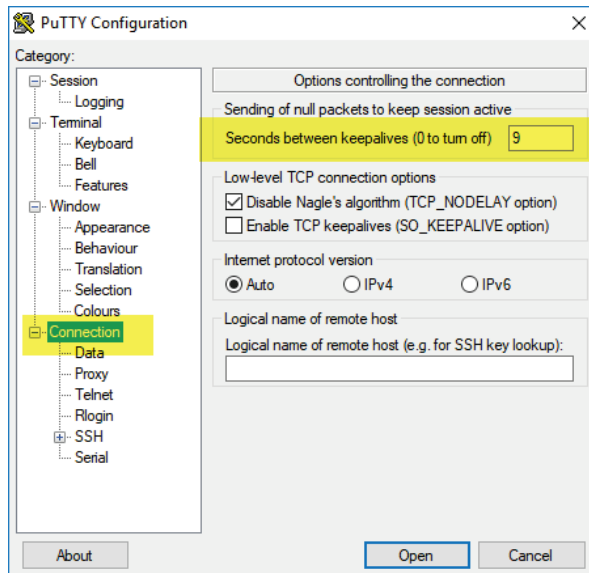 PuTTY Configuration
Category:
Session
Logging
Terminal
Keyboard
Bell
Features
Window
Appearance
Behaviour
Translation
Selection
Colours
Connection
Data
Proxy
Telnet
Rlogin
SSH
Serial
Options controlling the connection
Sending of null packets to keep session active
Seconds between keepalives (0 to turn off) 9
Low-level TCP connection options
Disable Nagle's algorithm (TCP_NODELAY option)
Enable TCP keepalives (SO_KEEPALIVE option)
Internet protocol version
Auto IPv4 IPv6
Logical name of remote host
Logical name of remote host (e.g. for SSH key lookup):
About Open Cancel